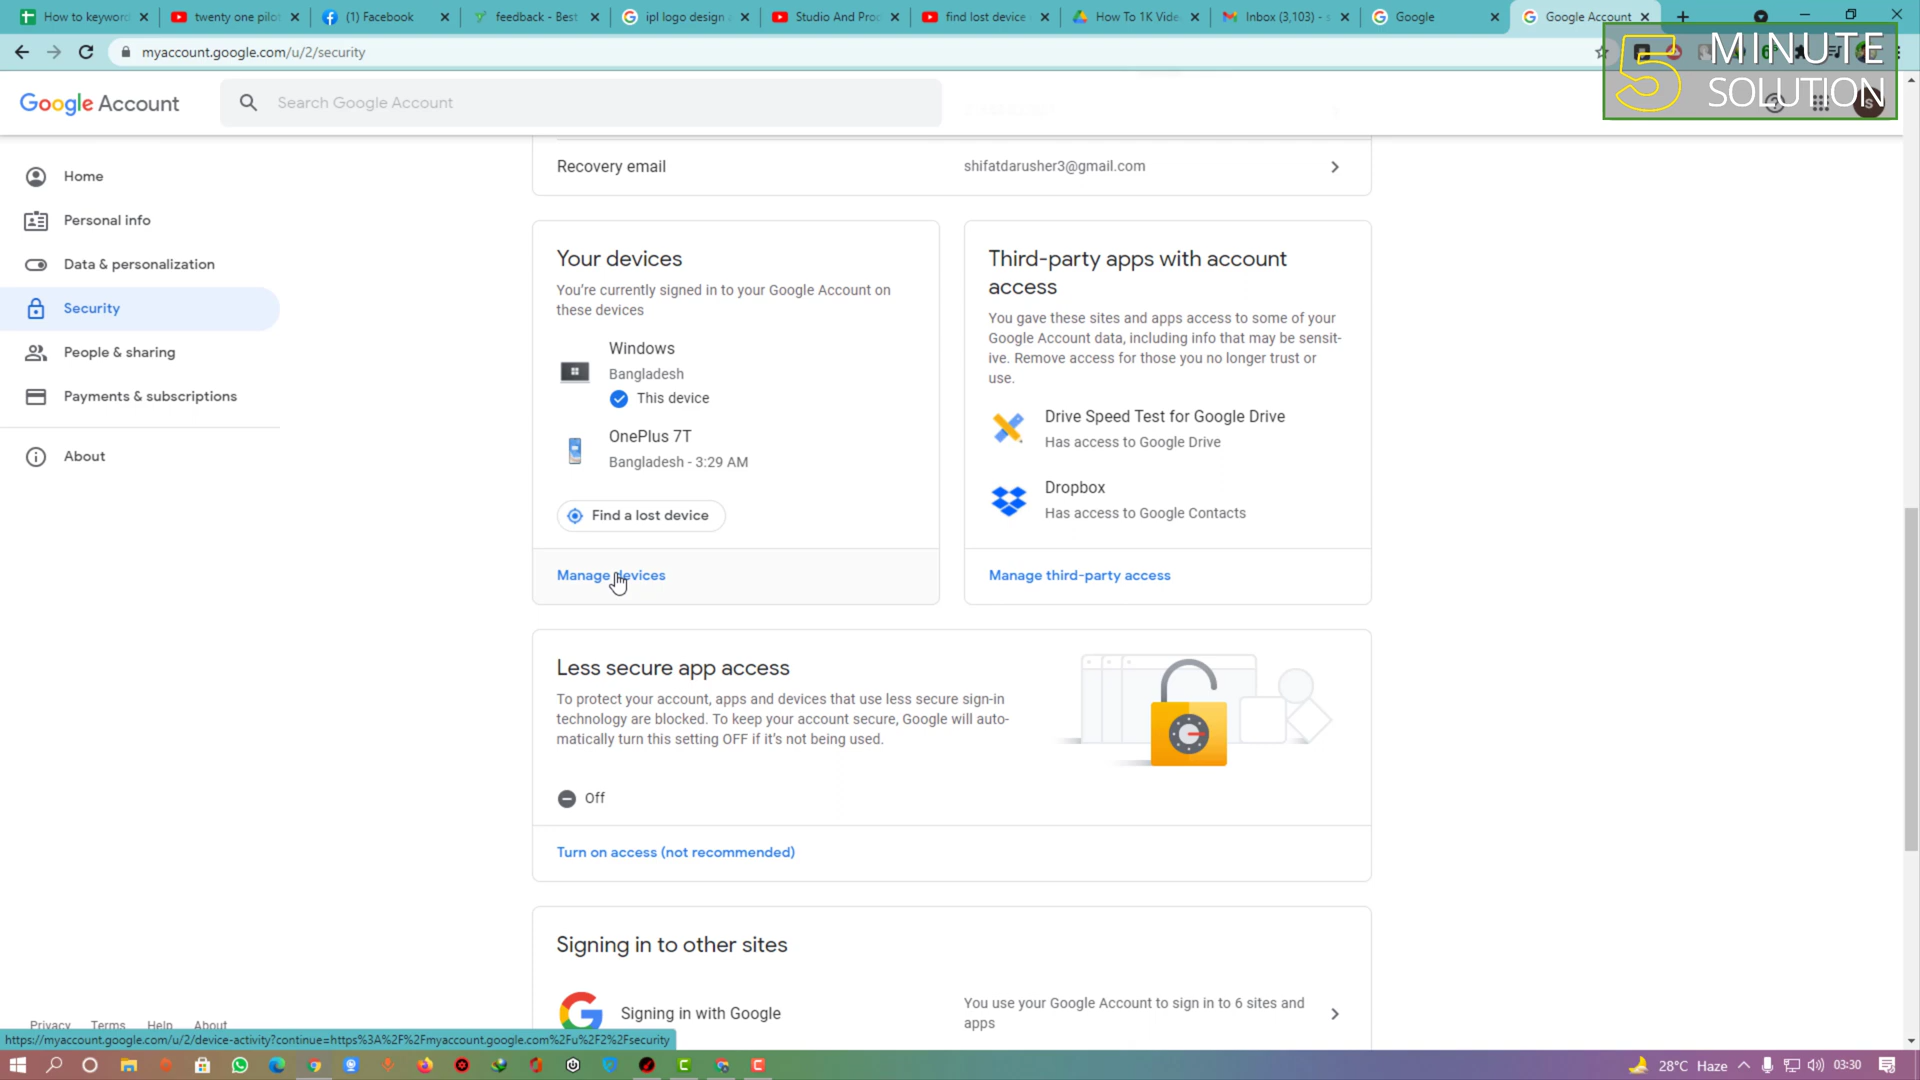 How to keyword
twenty one pilot
(1) Facebook
feedback - Best
ipl logo design
Studio And Proc
find lost device
How To 1K Vide
Inbox (3,103) - s
Google
Google Account
myaccount.google.com/u/2/security
5 MINUTE
SOLUTION
Google Account
Search Google Account
Home
Personal info
Data & personalization
Security
People & sharing
Payments & subscriptions
About
Recovery email
shifatdarusher3@gmail.com
Your devices
You're currently signed in to your Google Account on
these devices
Windows
Bangladesh
This device
OnePlus 7T
Bangladesh - 3:29 AM
Find a lost device
Manage devices
Third-party apps with account
access
You gave these sites and apps access to some of your
Google Account data, including info that may be sensit-
ive. Remove access for those you no longer trust or
use.
Drive Speed Test for Google Drive
Has access to Google Drive
Dropbox
Has access to Google Contacts
Manage third-party access
Less secure app access
To protect your account, apps and devices that use less secure sign-in
technology are blocked. To keep your account secure, Google will auto-
matically turn this setting OFF if it's not being used.
Off
Turn on access (not recommended)
Signing in to other sites
Signing in with Google
You use your Google Account to sign in to 6 sites and
apps
Privacy Terms Help About
https://myaccount.google.com/u/2/device-activity?continue=https%3A%2F%2Fmyaccount.google.com%2Fu%2F2%2Fsecurity
28°C Haze
03:30